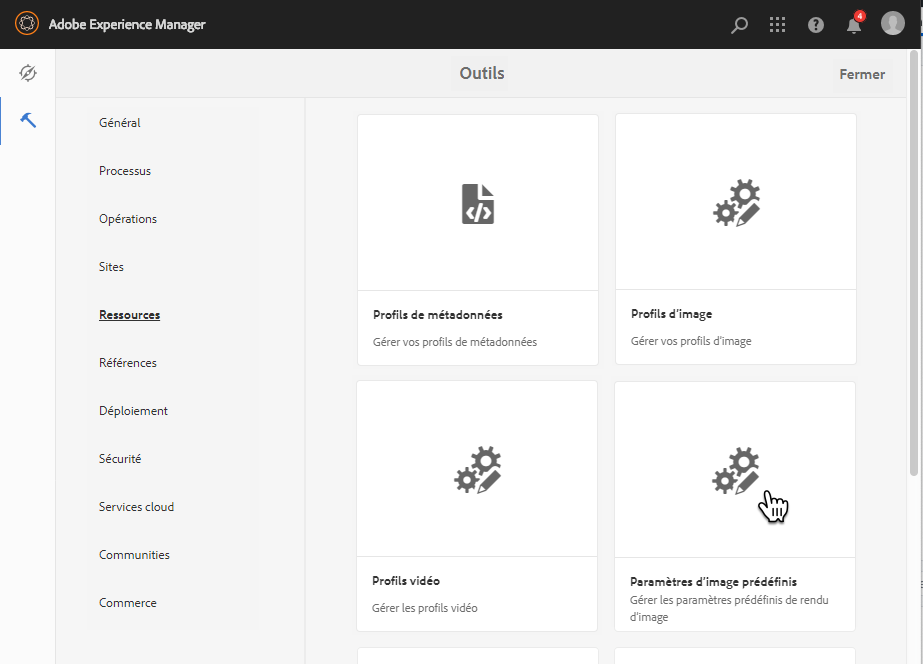 Adobe Experience Manager
4
Outils
Fermer
Général
Processus
Opérations
Sites
Ressources
Références
Déploiement
Sécurité
Services cloud
Communities
Commerce
Profils de métadonnées
Gérer vos profils de métadonnées
Profils d'image
Gérer vos profils d'image
Profils vidéo
Gérer les profils vidéo
Paramètres d'image prédéfinis
Gérer les paramètres prédéfinis de rendu
d'image